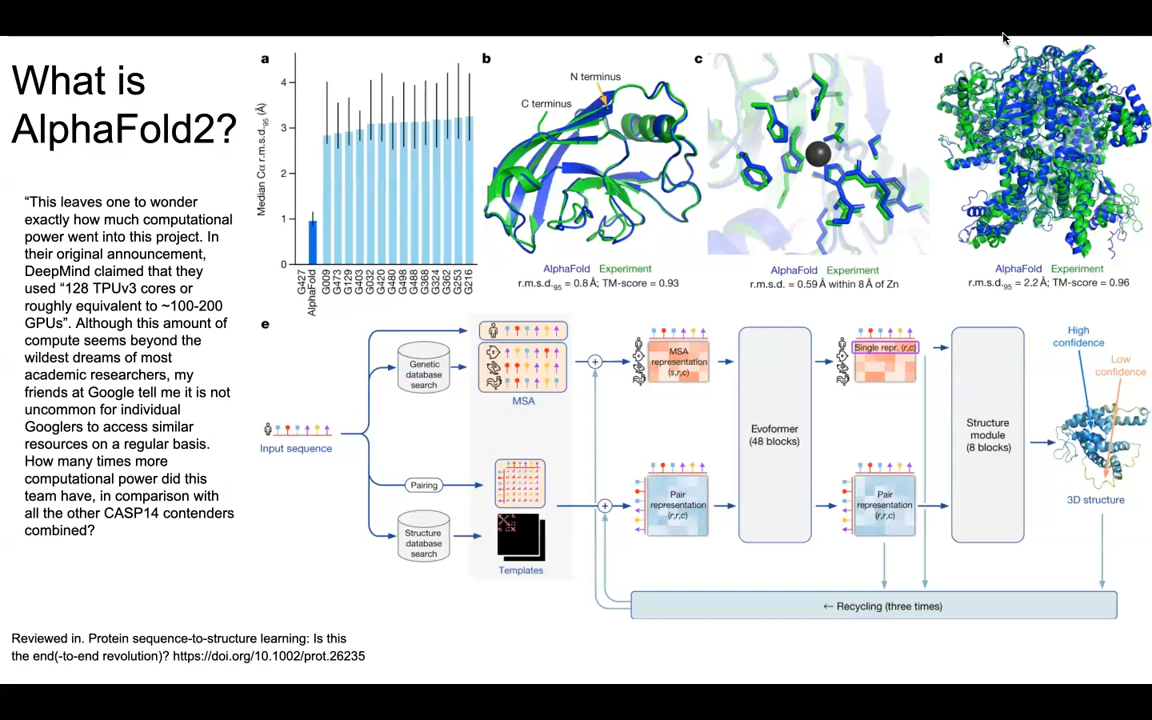 What is
AlphaFold2?
“This leaves one to wonder
exactly how much computational
power went into this project. In
their original announcement,
DeepMind claimed that they
used “128 TPUv3 cores or
roughly equivalent to ~100-200
GPUs”. Although this amount of
compute seems beyond the
wildest dreams of most
academic researchers, my
friends at Google tell me it is not
uncommon for individual
Googlers to access similar
resources on a regular basis.
How many times more
computational power did this
team have, in comparison with
all the other CASP14 contenders
combined?
Reviewed in. Protein sequence-to-structure learning: Is this
the end(-to-end revolution)? https://doi.org/10.1002/prot.26235
a
Median Cα r.m.s.d.95 (Å)
4
3
2
1
0
G427
AlphaFold
G009
G473
G129
G403
G032
G420
G480
G498
G488
G368
G324
G362
G253
G216
b
N terminus
C terminus
AlphaFold Experiment
r.m.s.d.95 = 0.8 Å; TM-score = 0.93
c
AlphaFold Experiment
r.m.s.d. = 0.59 Å within 8 Å of Zn
d
AlphaFold Experiment
r.m.s.d.95 = 2.2 Å; TM-score = 0.96
e
Input sequence
Genetic
database
search
MSA
Pairing
Structure
database
search
Templates
+
+
MSA
representation
(s,r,c)
Pair
representation
(r,r,c)
Evoformer
(48 blocks)
Single repr. (r,c)
Pair
representation
(r,r,c)
Structure
module
(8 blocks)
High
confidence
Low
confidence
3D structure
← Recycling (three times)